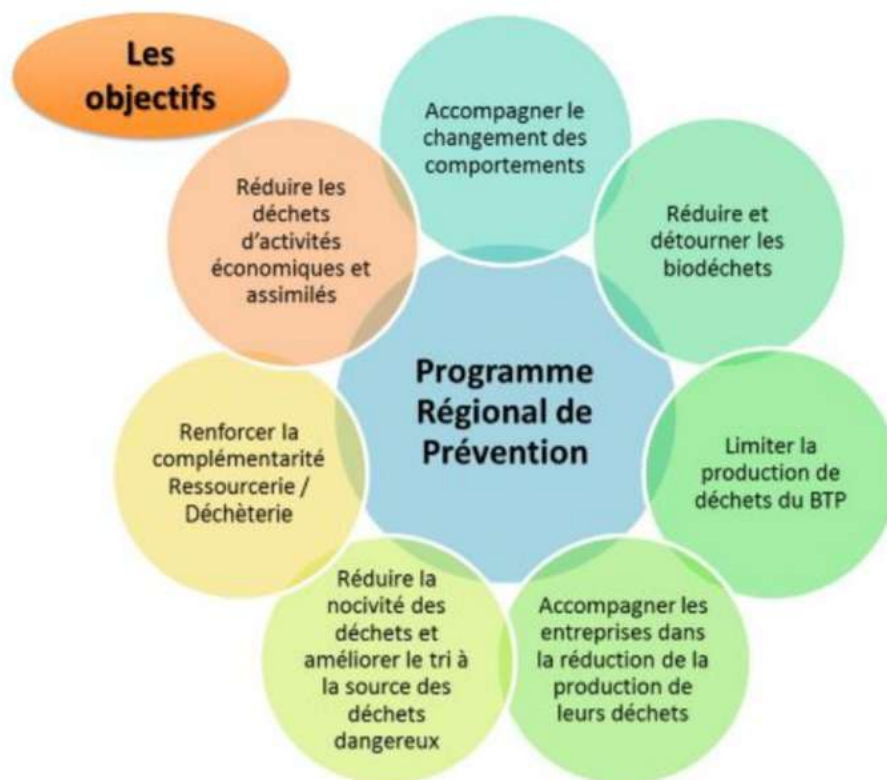 Les
objectifs
Accompagner le
changement des
comportements
Réduire et
détourner les
biodéchets
Limiter la
production de
déchets du BTP
Accompagner les
entreprises dans
la réduction de la
production de
leurs déchets
Réduire la
nocivité des
déchets et
améliorer le tri à
la source des
déchets
dangereux
Renforcer la
complémentarité
Ressourcerie /
Déchèterie
Réduire les
déchets
d'activités
économiques et
assimilés
Programme
Régional de
Prévention